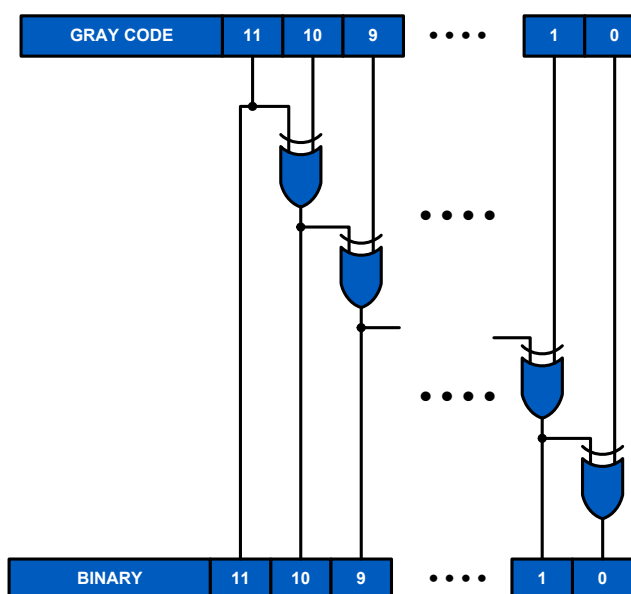 GRAY CODE 11 10 9 •••• 1 0
BINARY 11 10 9 •••• 1 0